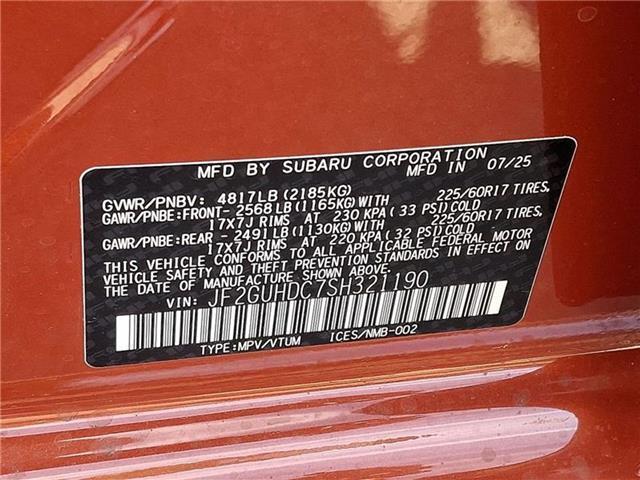 MFD BY SUBARU CORPORATION
MFD IN 07/25
GVWR/PNBV: 4817LB(2185KG)
GAWR/PNBE:FRONT-2568LB(1165KG)WITH 225/60R17 TIRES,
17x7J RIMS AT 230 KPA(33 PSI)COLD
GAWR/PNBE:REAR -2491LB(1130KG)WITH 225/60R17 TIRES,
17x7J RIMS AT 220 KPA(32 PSI)COLD
THIS VEHICLE CONFORMS TO ALL APPLICABLE FEDERAL MOTOR
VEHICLE SAFETY AND THEFT PREVENTION STANDARDS IN EFFECT ON
THE DATE OF MANUFACTURE SHOWN ABOVE.
VIN: JF2GUHDC7SH321190
TYPE:MPV/VTUM ICES/NMB-002